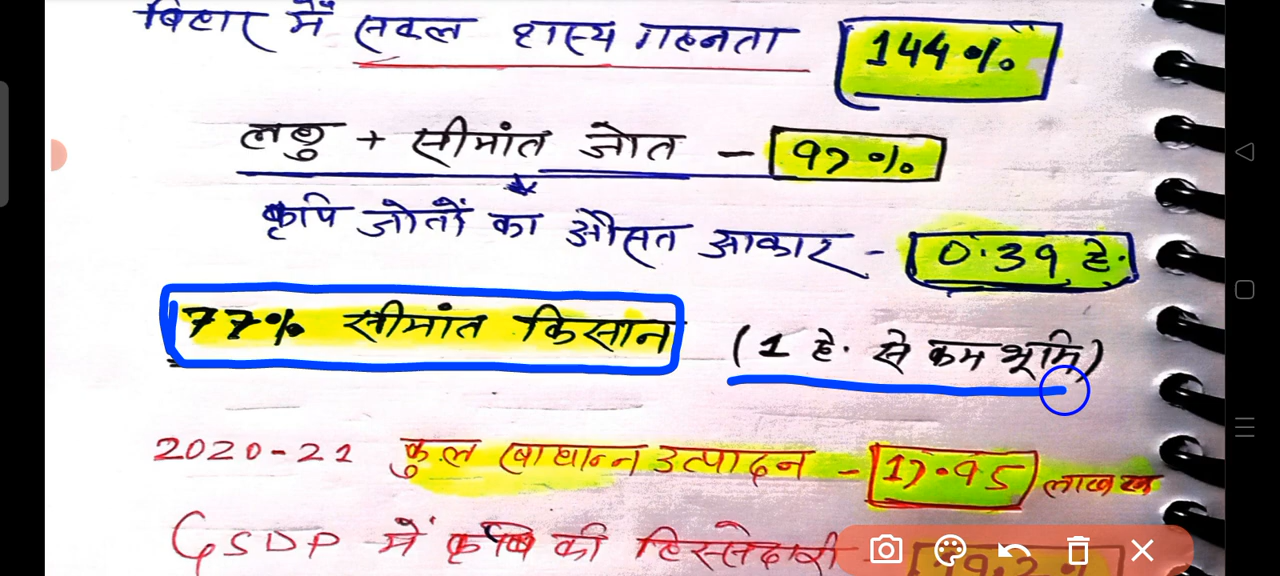 बिहार में सकल शस्य गहनता 144%
लघु + सीमांत जोत - 97%
कृषि जोतों का औसत आकार - 0.39 हे.
77% सीमांत किसान (1 हे. से कम भूमि)
2020-21 कुल खाद्यान्न उत्पादन - 17.95 लाख
GSDP में कृषि की हिस्सेदारी -